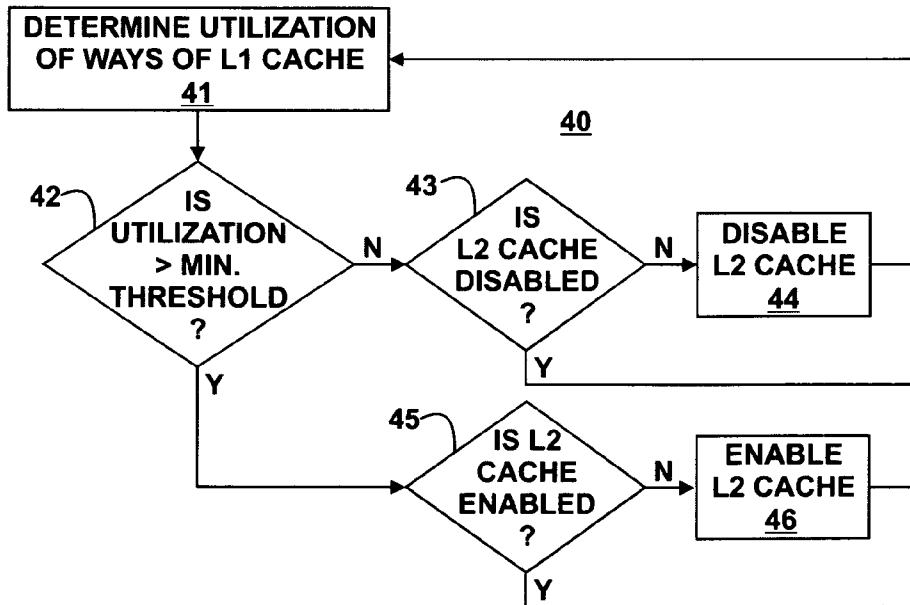 DETERMINE UTILIZATION
OF WAYS OF L1 CACHE
41
40
42
IS
UTILIZATION
> MIN.
THRESHOLD
?
N
Y
43
IS
L2 CACHE
DISABLED
?
N
Y
DISABLE
L2 CACHE
44
45
IS L2
CACHE
ENABLED
?
N
Y
ENABLE
L2 CACHE
46